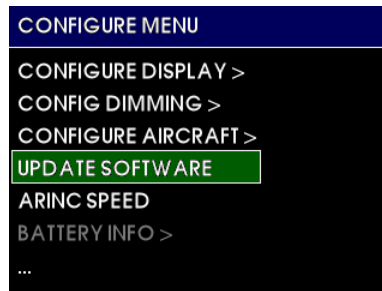 CONFIGURE MENU
CONFIGURE DISPLAY >
CONFIG DIMMING >
CONFIGURE AIRCRAFT >
UPDATE SOFTWARE
ARINC SPEED
BATTERY INFO >
...